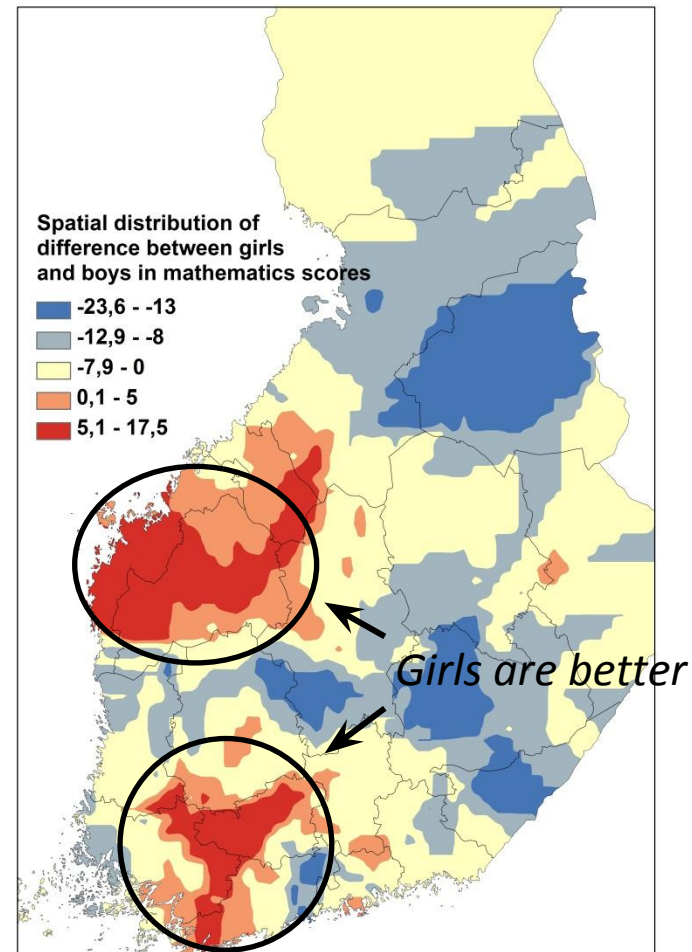 Spatial distribution of
difference between girls
and boys in mathematics scores
-23,6 - -13
-12,9 - -8
-7,9 - 0
0,1 - 5
5,1 - 17,5
Girls are better